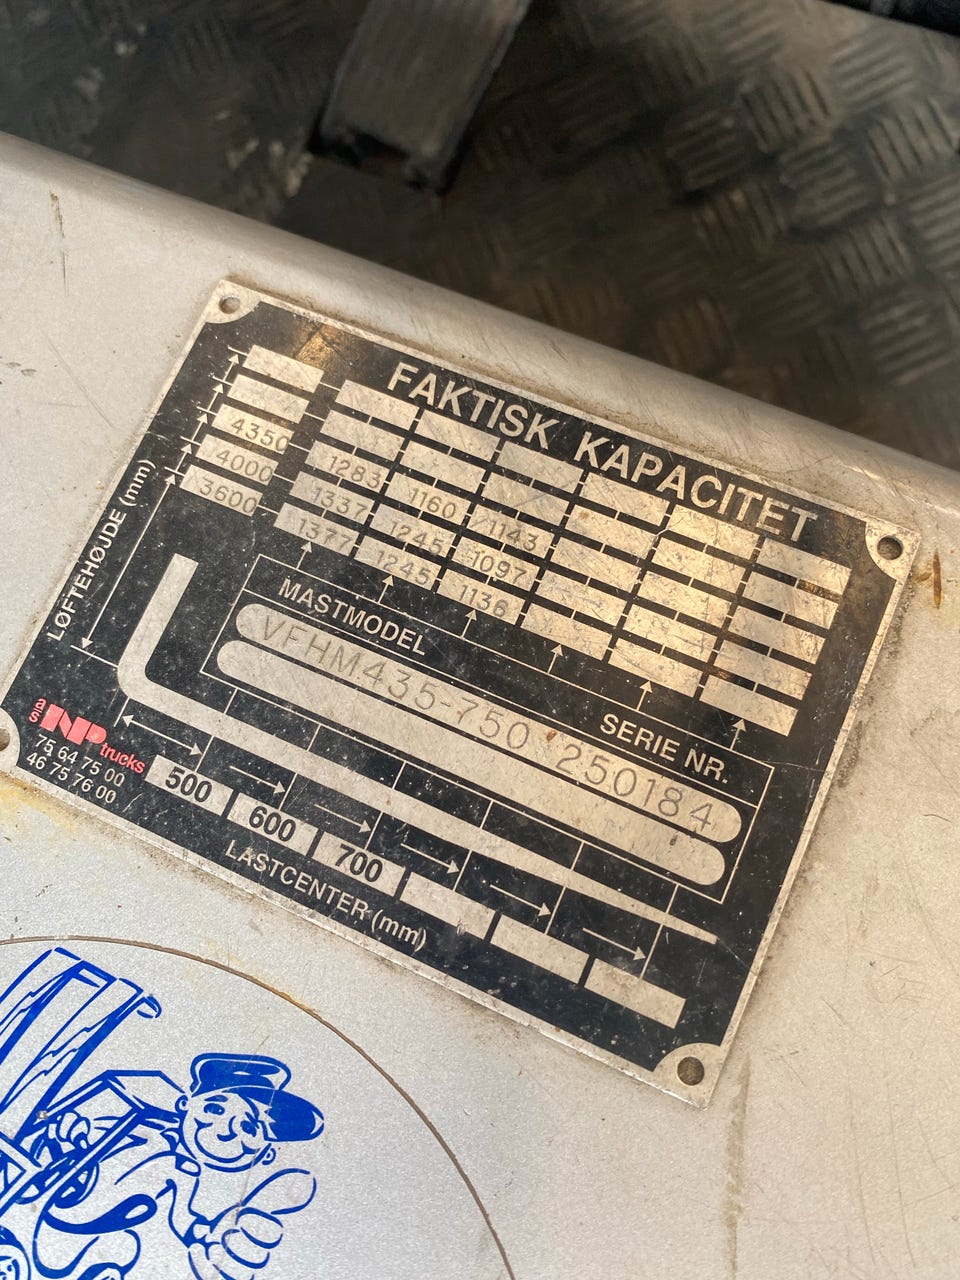 FAKTISK KAPACITET
4350 1283 1160 1143
4000 1337 1245 1097
3600 1377 1245 1136
LØFTEHØJDE (mm)
MASTMODEL SERIE NR.
VFHM435-750 250184
a/s NP trucks
75 64 75 00
46 75 76 00
500 600 700
LASTCENTER (mm)